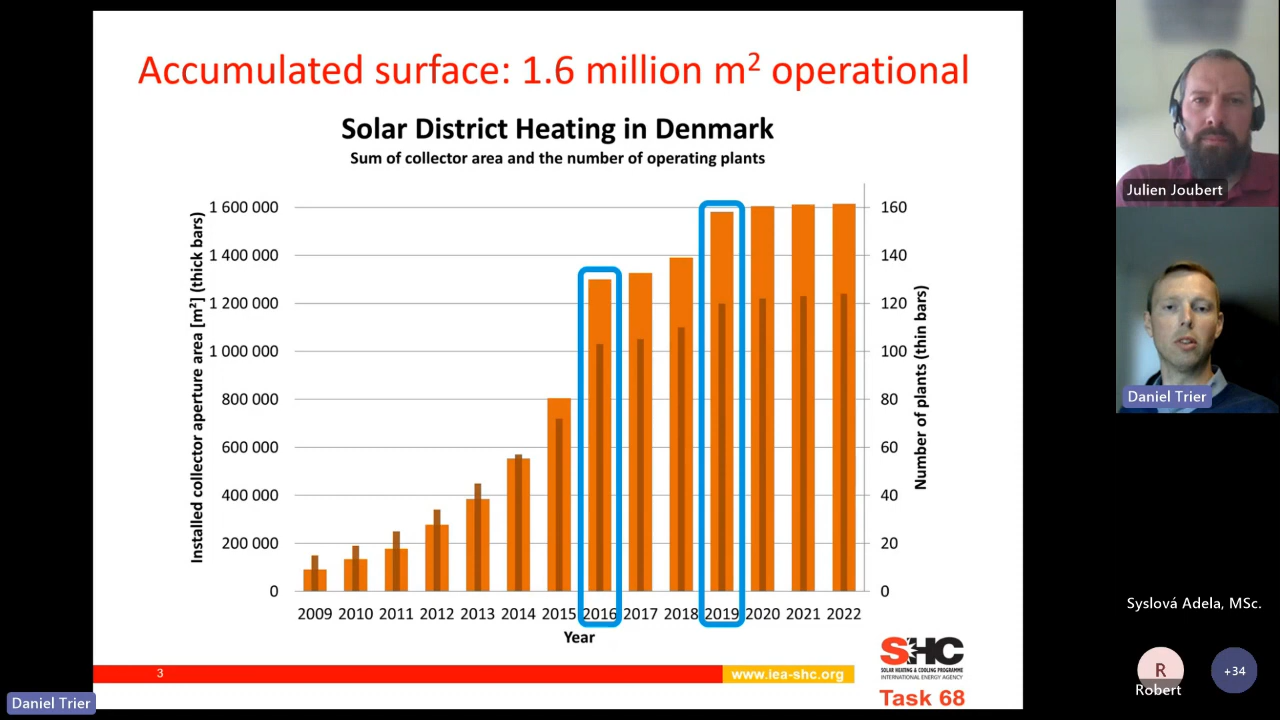 Accumulated surface: 1.6 million m² operational
Solar District Heating in Denmark
Sum of collector area and the number of operating plants
Installed collector aperture area [m²] (thick bars)
1 600 000
1 400 000
1 200 000
1 000 000
800 000
600 000
400 000
200 000
0
160
140
120
100
80
60
40
20
0
Number of plants (thin bars)
2009 2010 2011 2012 2013 2014 2015 2016 2017 2018 2019 2020 2021 2022
Year
3
www.iea-shc.org
SHC
SOLAR HEATING & COOLING PROGRAMME
INTERNATIONAL ENERGY AGENCY
Task 68
Daniel Trier
Julien Joubert
Daniel Trier
Syslová Adela, MSc.
R
Robert
+34